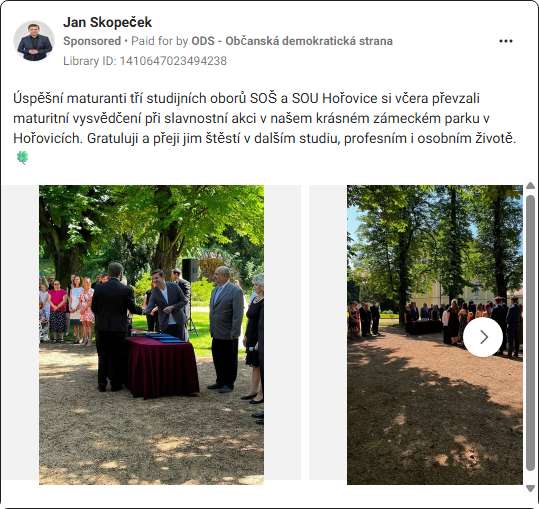 Jan Skopeček
Sponsored • Paid for by ODS - Občanská demokratická strana
Library ID: 1410647023494238
Úspěšní maturanti tří studijních oborů SOŠ a SOU Hořovice si včera převzali
maturitní vysvědčení při slavnostní akci v našem krásném zámeckém parku v
Hořovicích. Gratuluji a přeji jim štěstí v dalším studiu, profesním i osobním životě.
🍀